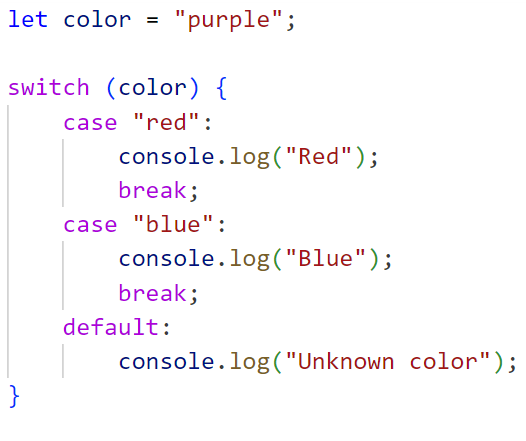 let color = "purple";

switch (color) {
    case "red":
        console.log("Red");
        break;
    case "blue":
        console.log("Blue");
        break;
    default:
        console.log("Unknown color");
}